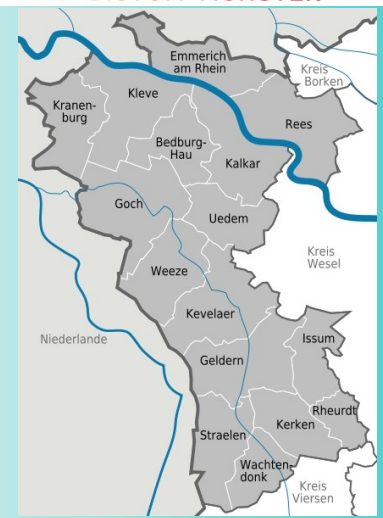 Emmerich
am Rhein
Kreis
Borken
Kleve
Kranen-
burg
Rees
Bedburg-
Hau
Kalkar
Goch
Uedem
Kreis
Wesel
Weeze
Kevelaer
Niederlande
Issum
Geldern
Rheurdt
Kerken
Straelen
Wachten-
donk
Kreis
Viersen